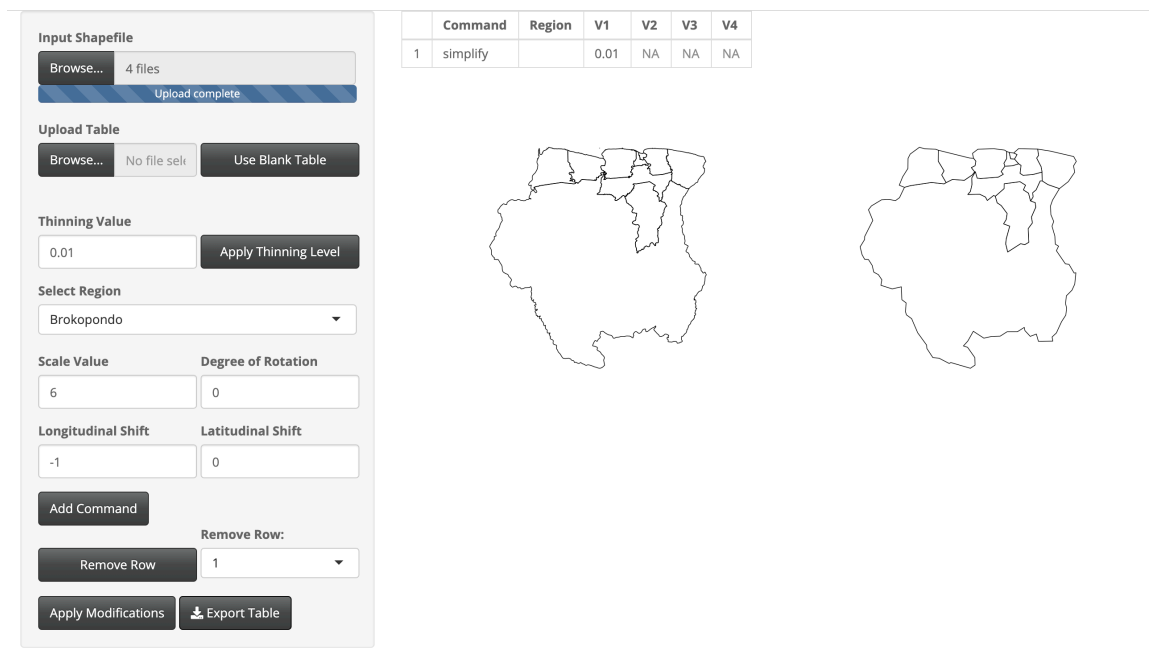 Input Shapefile
Browse... 4 files
Upload complete
Upload Table
Browse... No file sele Use Blank Table
Thinning Value
0.01 Apply Thinning Level
Select Region
Brokopondo
Scale Value Degree of Rotation
6 0
Longitudinal Shift Latitudinal Shift
-1 0
Add Command
Remove Row:
Remove Row 1
Apply Modifications Export Table
Command Region V1 V2 V3 V4
1 simplify 0.01 NA NA NA